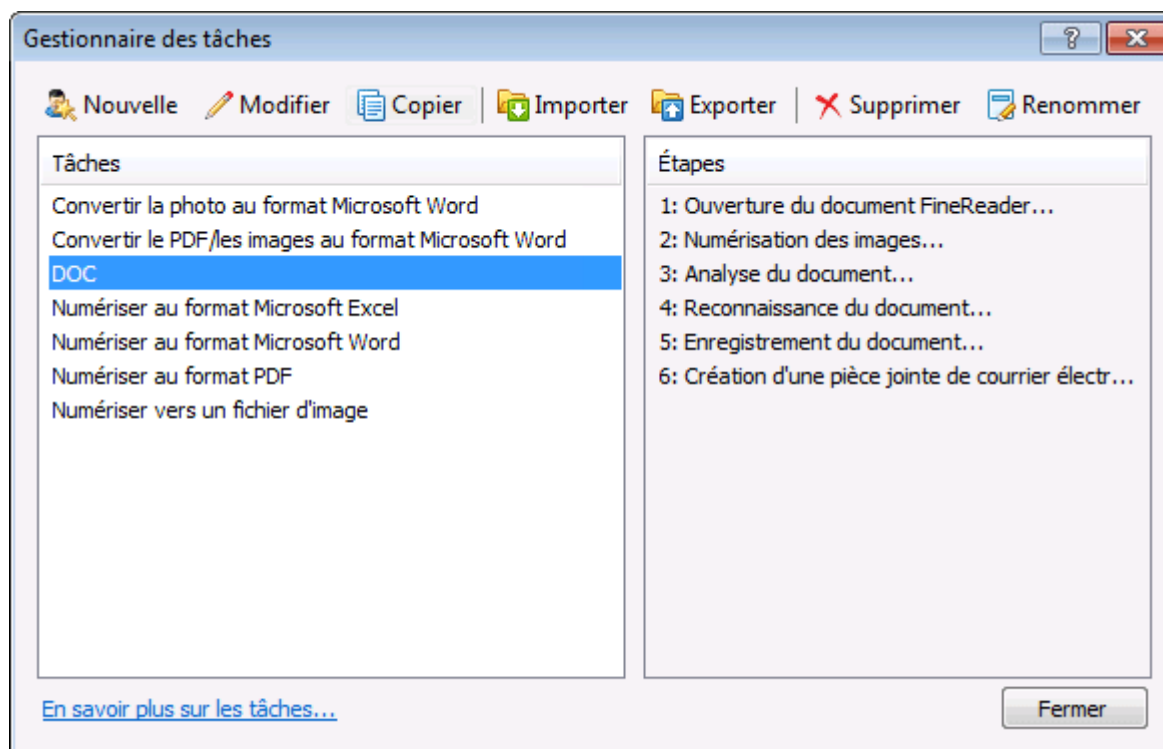 Gestionnaire des tâches
Nouvelle Modifier Copier Importer Exporter Supprimer Renommer
Tâches
Convertir la photo au format Microsoft Word
Convertir le PDF/les images au format Microsoft Word
DOC
Numériser au format Microsoft Excel
Numériser au format Microsoft Word
Numériser au format PDF
Numériser vers un fichier d'image
Étapes
1: Ouverture du document FineReader...
2: Numérisation des images...
3: Analyse du document...
4: Reconnaissance du document...
5: Enregistrement du document...
6: Création d'une pièce jointe de courrier électr...
En savoir plus sur les tâches...
Fermer